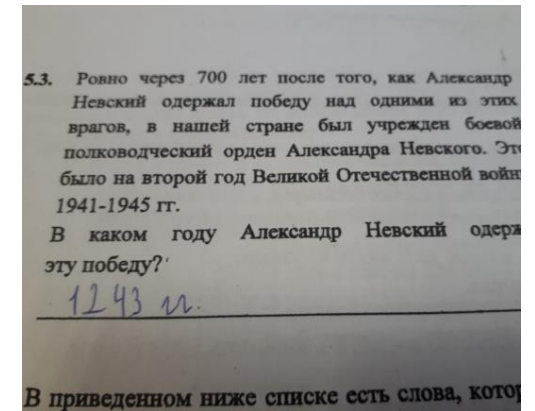 5.3. Ровно через 700 лет после того, как Александр
Невский одержал победу над одними из этих
врагов, в нашей стране был учрежден боевой
полководческий орден Александра Невского. Это
было на второй год Великой Отечественной войны
1941-1945 гг.
В каком году Александр Невский одерж
эту победу?
1243 гг.
В приведенном ниже списке есть слова, котор